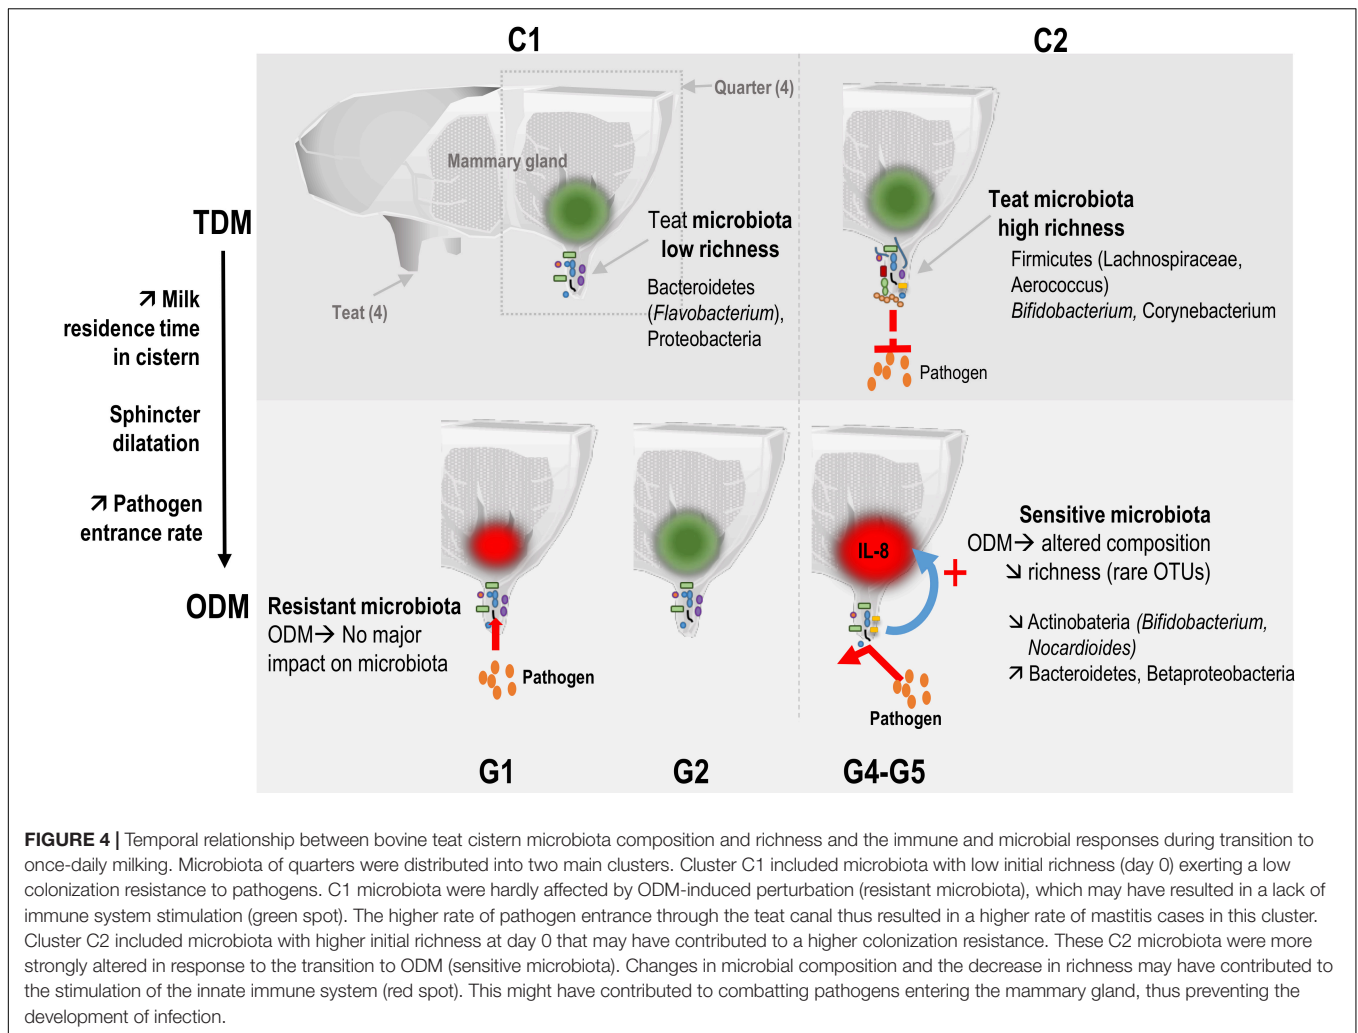 C1
C2
Quarter (4)
Mammary gland
Teat microbiota
low richness
Bacteroidetes
(Flavobacterium),
Proteobacteria
Teat (4)
Teat microbiota
high richness
Firmicutes (Lachnospiraceae,
Aerococcus)
Bifidobacterium, Corynebacterium
Pathogen
TDM
↗ Milk
residence time
in cistern
Sphincter
dilatation
↗ Pathogen
entrance rate
ODM
Resistant microbiota
ODM→ No major
impact on microbiota
Pathogen
IL-8
+
Pathogen
Sensitive microbiota
ODM→ altered composition
↘ richness (rare OTUs)
↘ Actinobateria (Bifidobacterium,
Nocardioides)
↗ Bacteroidetes, Betaproteobacteria
G1
G2
G4-G5
FIGURE 4 | Temporal relationship between bovine teat cistern microbiota composition and richness and the immune and microbial responses during transition to
once-daily milking. Microbiota of quarters were distributed into two main clusters. Cluster C1 included microbiota with low initial richness (day 0) exerting a low
colonization resistance to pathogens. C1 microbiota were hardly affected by ODM-induced perturbation (resistant microbiota), which may have resulted in a lack of
immune system stimulation (green spot). The higher rate of pathogen entrance through the teat canal thus resulted in a higher rate of mastitis cases in this cluster.
Cluster C2 included microbiota with higher initial richness at day 0 that may have contributed to a higher colonization resistance. These C2 microbiota were more
strongly altered in response to the transition to ODM (sensitive microbiota). Changes in microbial composition and the decrease in richness may have contributed to
the stimulation of the innate immune system (red spot). This might have contributed to combatting pathogens entering the mammary gland, thus preventing the
development of infection.